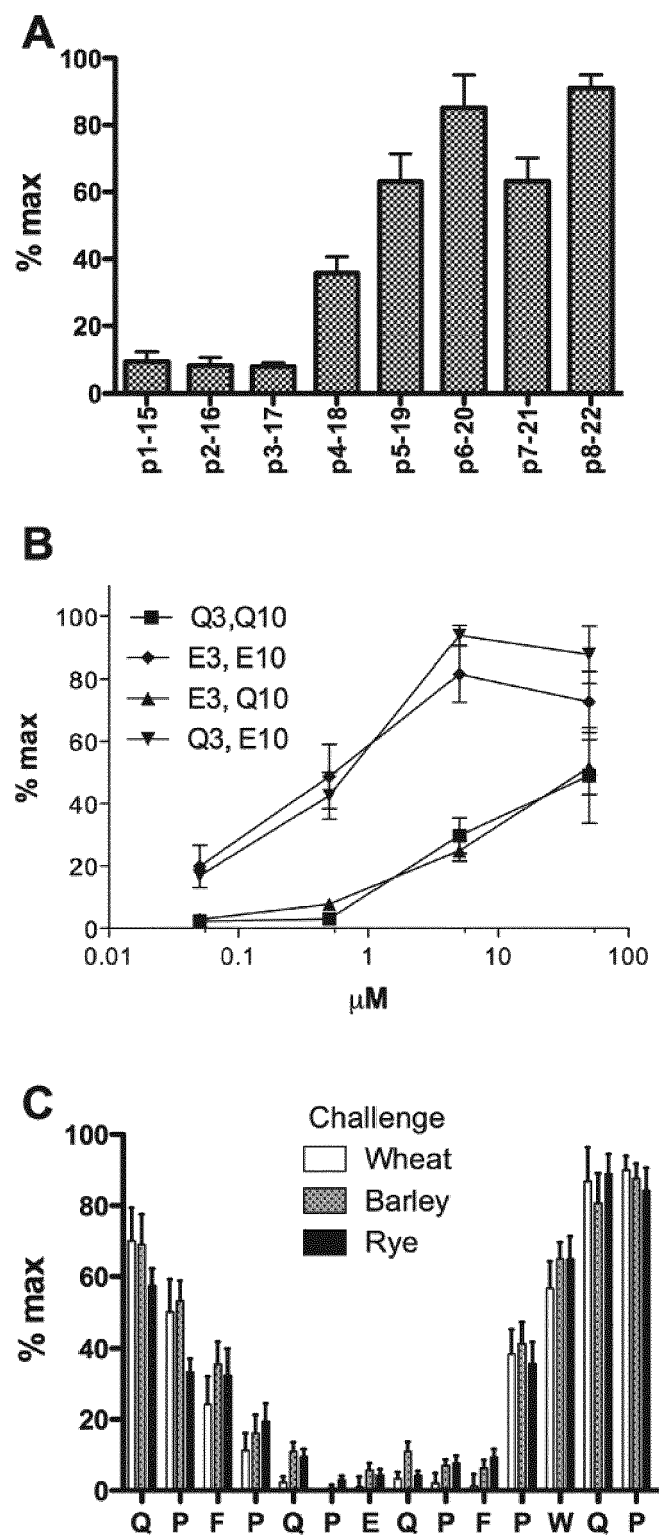 A
100
80
60
40
20
0
% max
p1-15 p2-16 p3-17 p4-18 p5-19 p6-20 p7-21 p8-22
B
100
80
60
40
20
0
% max
Q3,Q10
E3, E10
E3, Q10
Q3, E10
0.01 0.1 1 10 100
μM
C
100
80
60
40
20
0
% max
Challenge
Wheat
Barley
Rye
Q P F P Q P E Q P F P W Q P